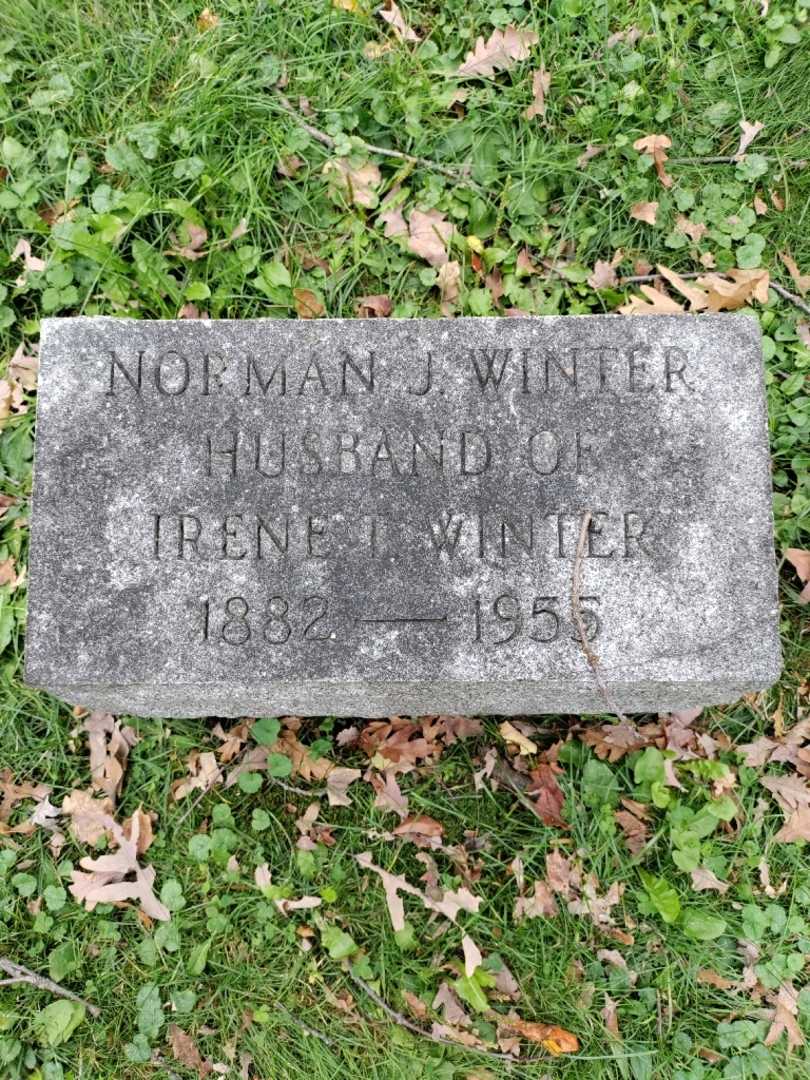 NORMAN J. WINTER
HUSBAND OF
IRENE T. WINTER
1882 — 1955